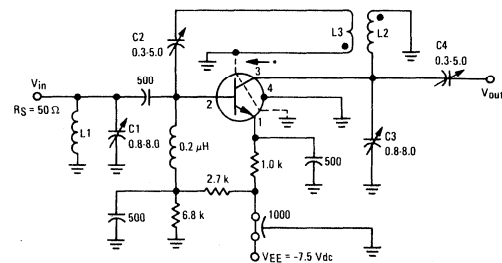 C2
0.3-5.0
L3
L2
C4
0.3-5.0
Vin
RS = 50 Ω
500
3
*
4
2
1
Vout
L1
C1
0.8-8.0
0.2 μH
C3
0.8-8.0
1.0 k
500
2.7 k
500
6.8 k
1000
VEE = -7.5 Vdc